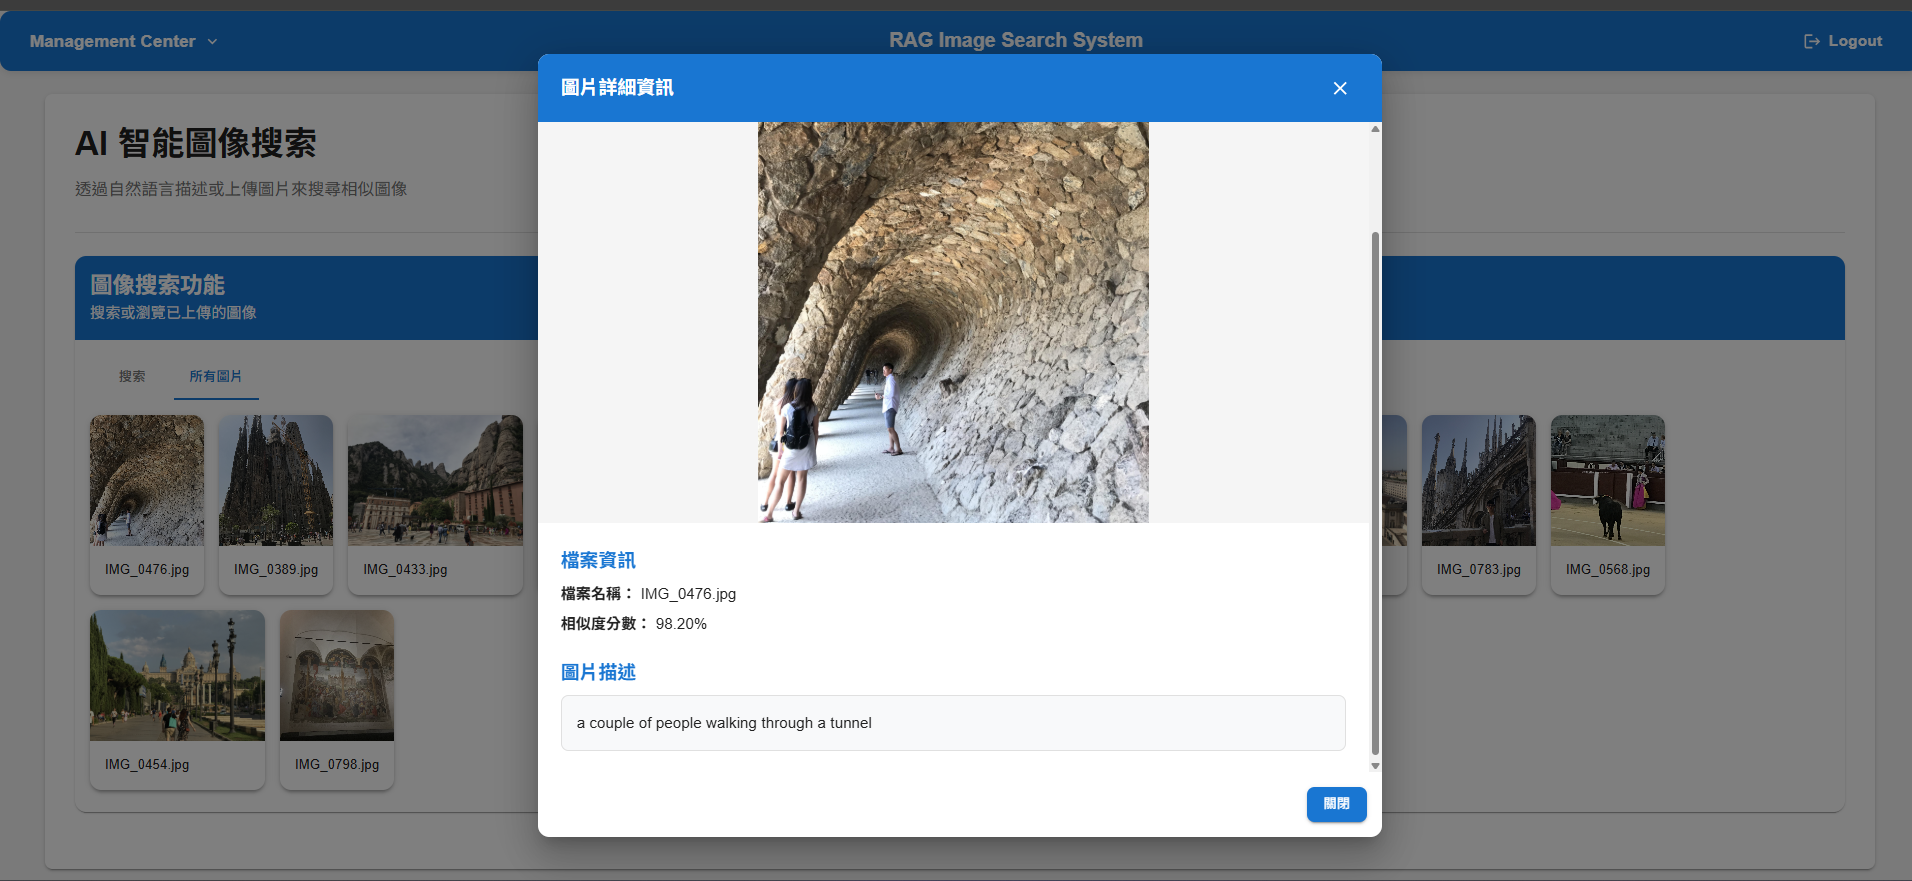 Management Center
RAG Image Search System
Logout
圖片詳細資訊
AI 智能圖像搜索
透過自然語言描述或上傳圖片來搜尋相似圖像
圖像搜索功能
搜索或瀏覽已上傳的圖像
搜索
所有圖片
IMG_0476.jpg
IMG_0389.jpg
IMG_0433.jpg
IMG_0783.jpg
IMG_0568.jpg
IMG_0454.jpg
IMG_0798.jpg
檔案資訊
檔案名稱： IMG_0476.jpg
相似度分數： 98.20%
圖片描述
a couple of people walking through a tunnel
關閉